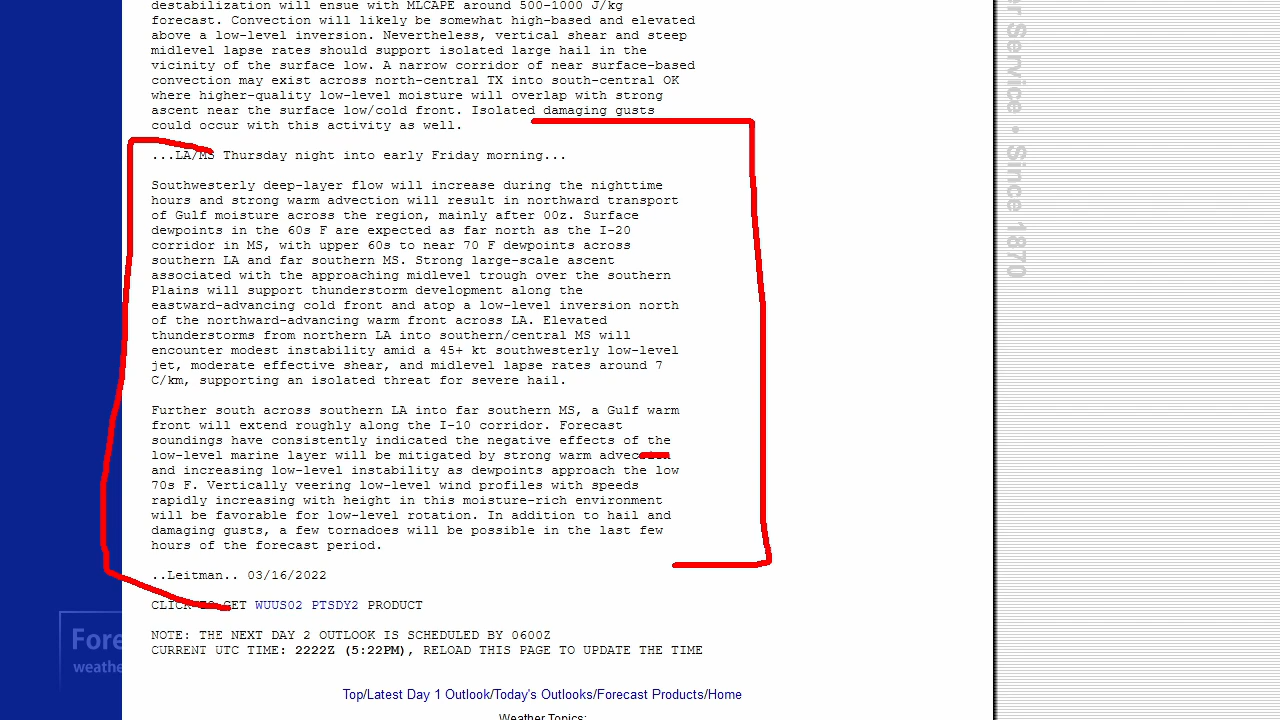 destabilization will ensue with MLCAPE around 500-1000 J/kg
forecast. Convection will likely be somewhat high-based and elevated
above a low-level inversion. Nevertheless, vertical shear and steep
midlevel lapse rates should support isolated large hail in the
vicinity of the surface low. A narrow corridor of near surface-based
convection may exist across north-central TX into south-central OK
where higher-quality low-level moisture will overlap with strong
ascent near the surface low/cold front. Isolated damaging gusts
could occur with this activity as well.
...LA/MS Thursday night into early Friday morning...
Southwesterly deep-layer flow will increase during the nighttime
hours and strong warm advection will result in northward transport
of Gulf moisture across the region, mainly after 00Z. Surface
dewpoints in the 60s F are expected as far north as the I-20
corridor in MS, with upper 60s to near 70 F dewpoints across
southern LA and far southern MS. Strong large-scale ascent
associated with the approaching midlevel trough over the southern
Plains will support thunderstorm development along the
eastward-advancing cold front and atop a low-level inversion north
of the northward-advancing warm front across LA. Elevated
thunderstorms from northern LA into southern/central MS will
encounter modest instability amid a 45+ kt southwesterly low-level
jet, moderate effective shear, and midlevel lapse rates around 7
C/km, supporting an isolated threat for severe hail.
Further south across southern LA into far southern MS, a Gulf warm
front will extend roughly along the I-10 corridor. Forecast
soundings have consistently indicated the negative effects of the
low-level marine layer will be mitigated by strong warm advection
and increasing low-level instability as dewpoints approach the low
70s F. Vertically veering low-level wind profiles with speeds
rapidly increasing with height in this moisture-rich environment
will be favorable for low-level rotation. In addition to hail and
damaging gusts, a few tornadoes will be possible in the last few
hours of the forecast period.
..Leitman.. 03/16/2022
CLICK TO GET WUUS02 PTSDY2 PRODUCT
NOTE: THE NEXT DAY 2 OUTLOOK IS SCHEDULED BY 0600Z
CURRENT UTC TIME: 2222Z (5:22PM), RELOAD THIS PAGE TO UPDATE THE TIME
Top/Latest Day 1 Outlook/Today's Outlooks/Forecast Products/Home
Weather Topics:
Fore
weathe
er Service • Since 1870